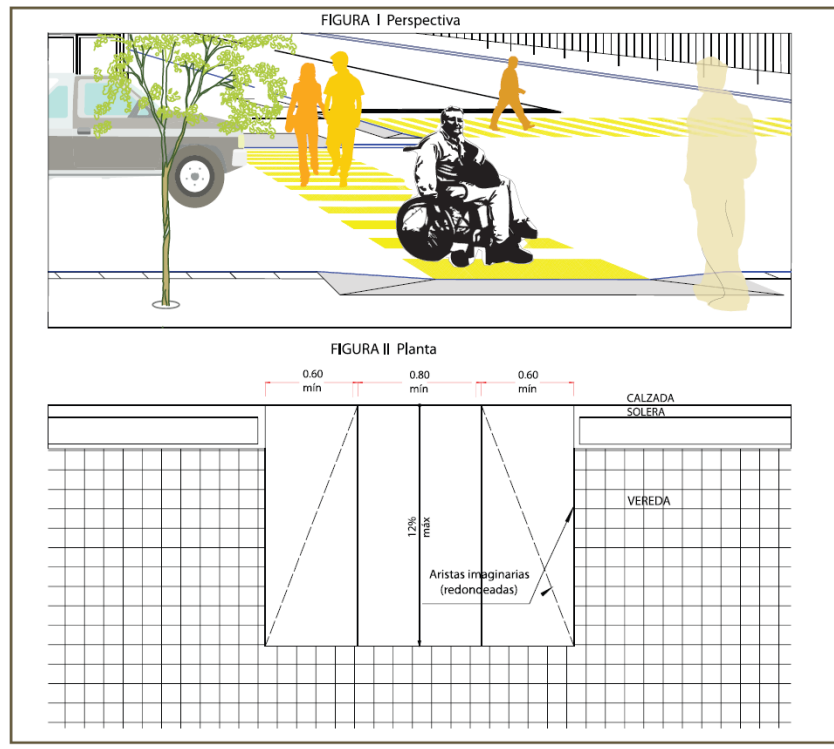 FIGURA I Perspectiva
FIGURA II Planta
0.60
mín
0.80
mín
0.60
mín
CALZADA
SOLERA
VEREDA
12%
máx
Aristas imaginarías
(redondeadas)